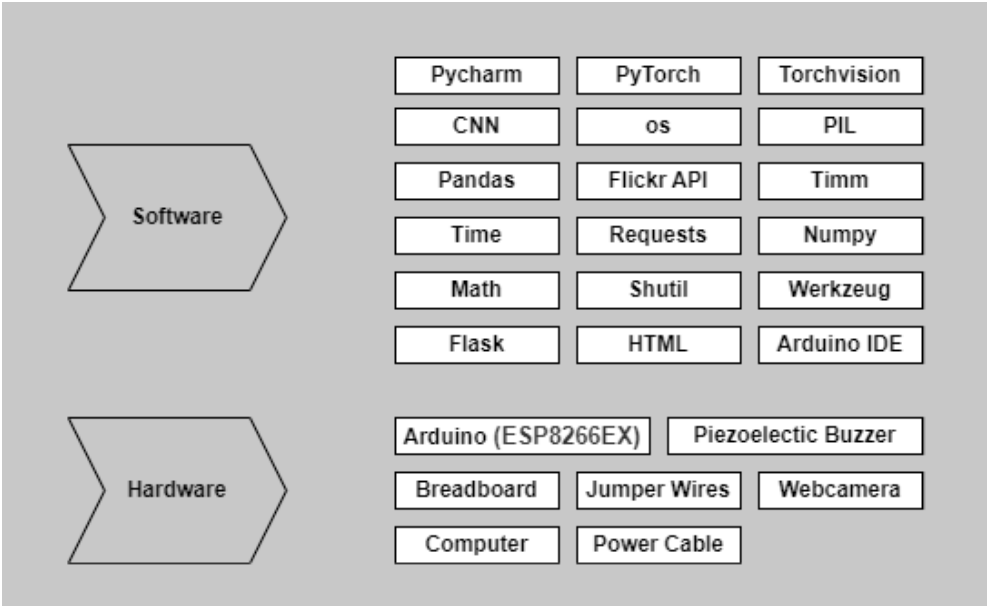 Software
Pycharm PyTorch Torchvision
CNN os PIL
Pandas Flickr API Timm
Time Requests Numpy
Math Shutil Werkzeug
Flask HTML Arduino IDE
Hardware
Arduino (ESP8266EX) Piezoelectic Buzzer
Breadboard Jumper Wires Webcamera
Computer Power Cable